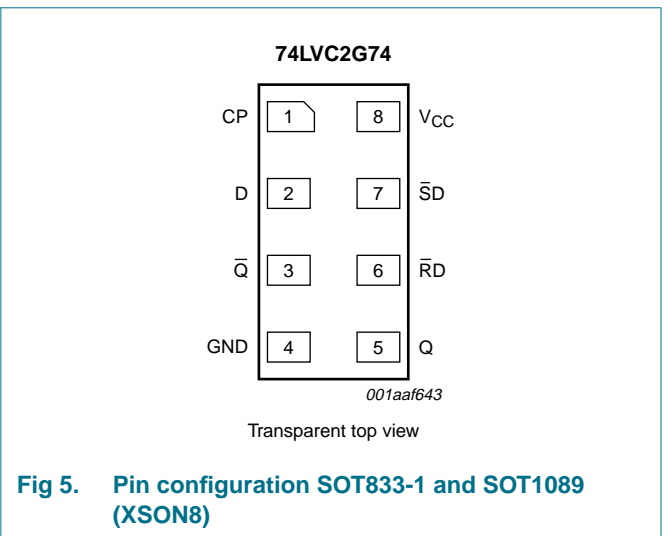 74LVC2G74
CP 1 8 VCC
D 2 7 S̅D
Q̅ 3 6 R̅D
GND 4 5 Q
001aaf643
Transparent top view
Fig 5. Pin configuration SOT833-1 and SOT1089
(XSON8)